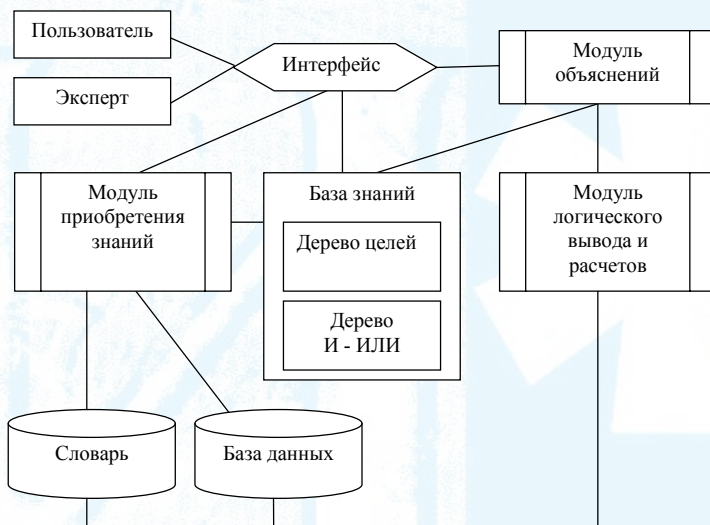 Пользователь
Интерфейс
Модуль
объяснений
Эксперт
Модуль
приобретения
знаний
База знаний
Дерево целей
Дерево
И - ИЛИ
Модуль
логического
вывода и
расчетов
Словарь
База данных